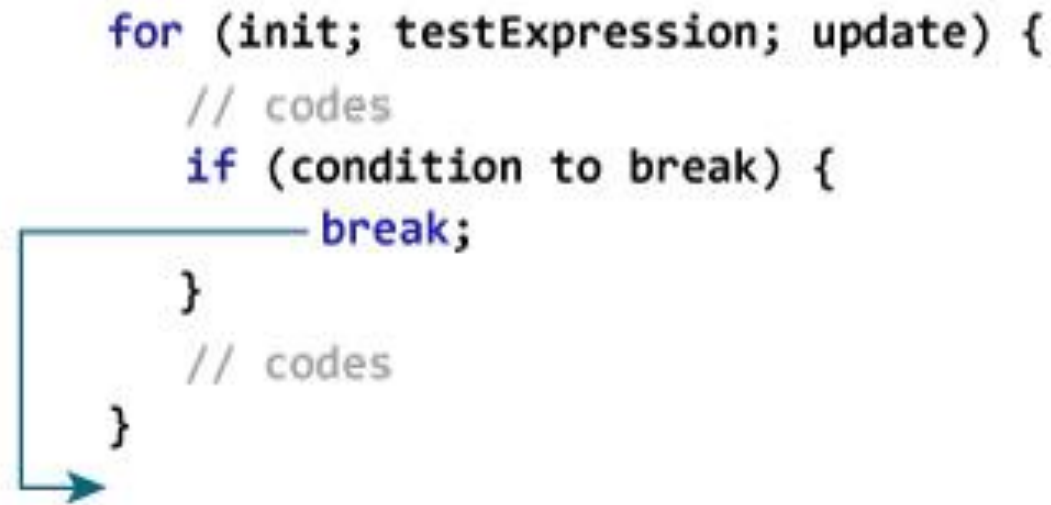 for (init; testExpression; update) {
// codes
if (condition to break) {
break;
}
// codes
}